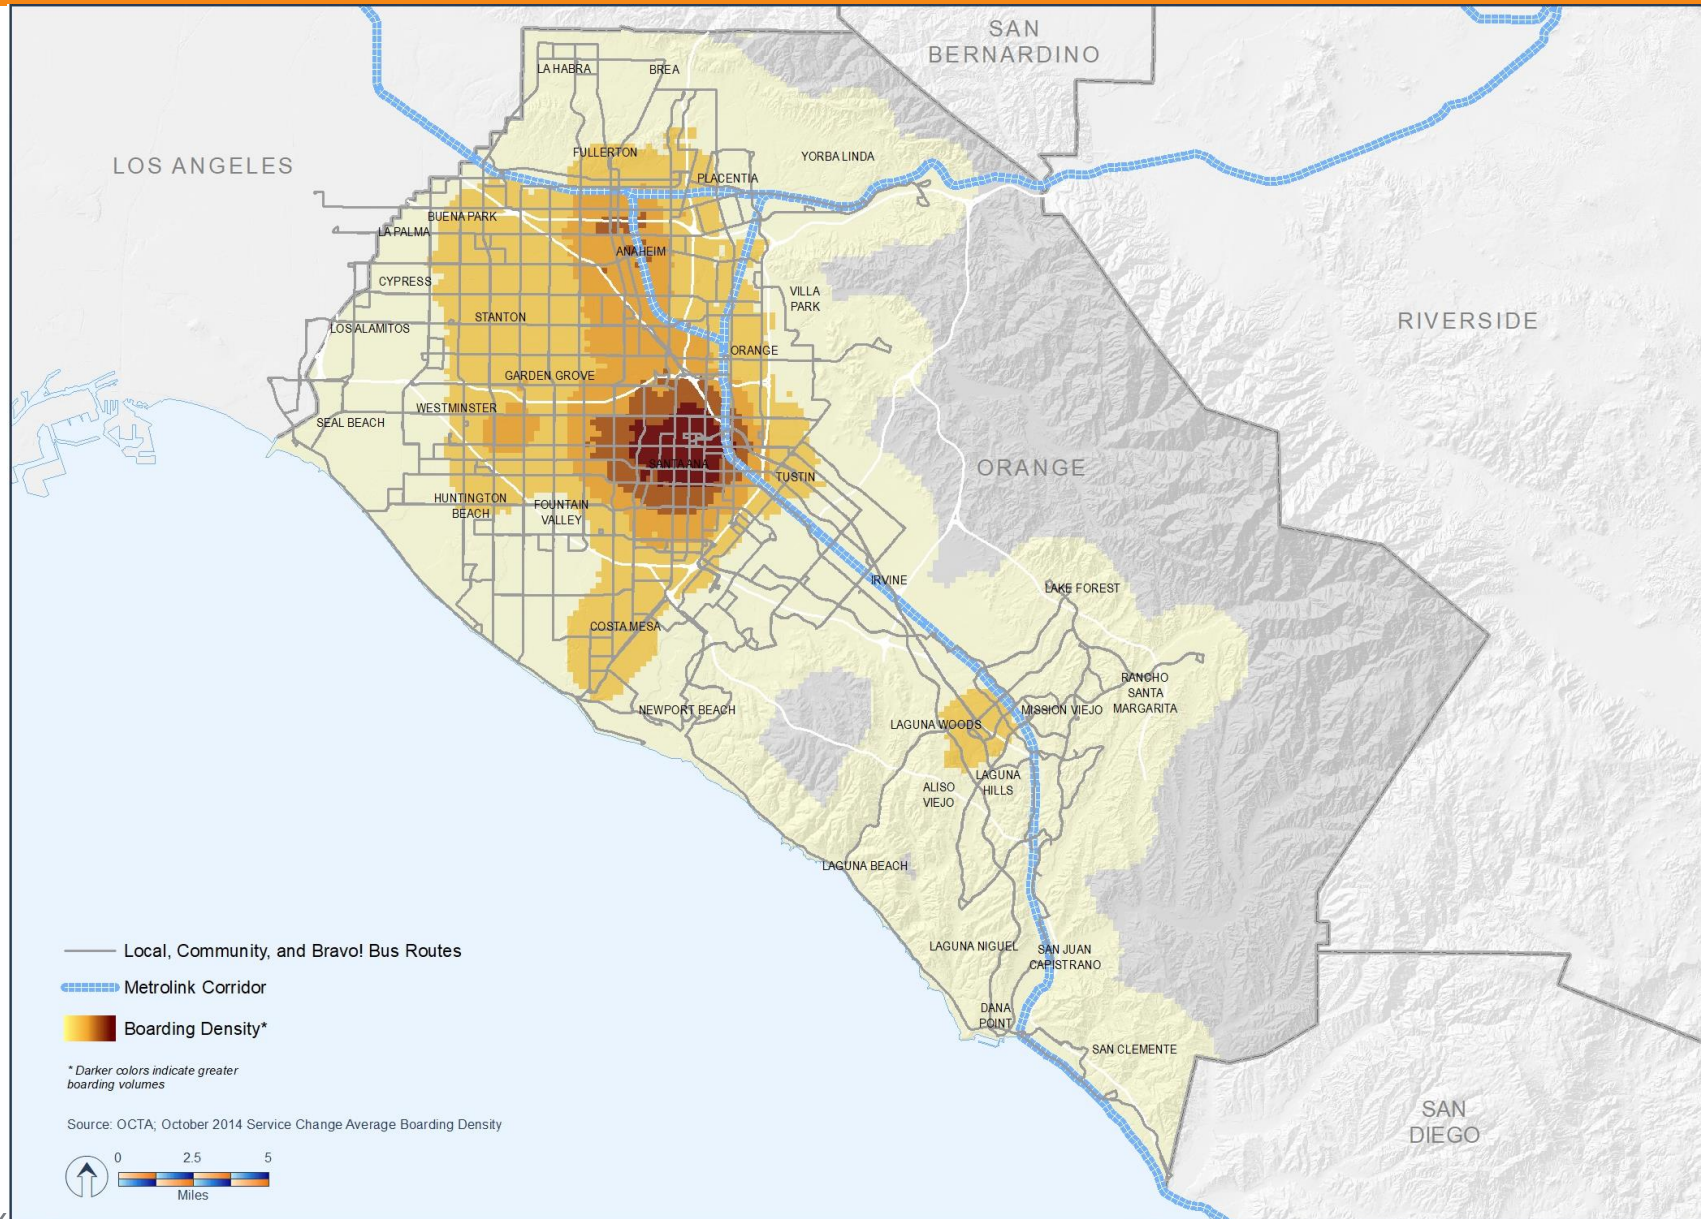 SAN
BERNARDINO
LA HABRA
BREA
LOS ANGELES
FULLERTON
YORBA LINDA
PLACENTIA
BUENA PARK
LA PALMA
ANAHEIM
CYPRESS
VILLA
PARK
STANTON
LOS ALAMITOS
RIVERSIDE
ORANGE
GARDEN GROVE
WESTMINSTER
SEAL BEACH
SANTA ANA
ORANGE
TUSTIN
HUNTINGTON
BEACH
FOUNTAIN
VALLEY
IRVINE
LAKE FOREST
COSTA MESA
RANCHO
SANTA
MARGARITA
NEWPORT BEACH
MISSION VIEJO
LAGUNA WOODS
LAGUNA
HILLS
ALISO
VIEJO
LAGUNA BEACH
LAGUNA NIGUEL
SAN JUAN
CAPISTRANO
DANA
POINT
SAN CLEMENTE
SAN
DIEGO
Local, Community, and Bravo! Bus Routes
Metrolink Corridor
Boarding Density*
* Darker colors indicate greater
boarding volumes
Source: OCTA; October 2014 Service Change Average Boarding Density
0 2.5 5
Miles